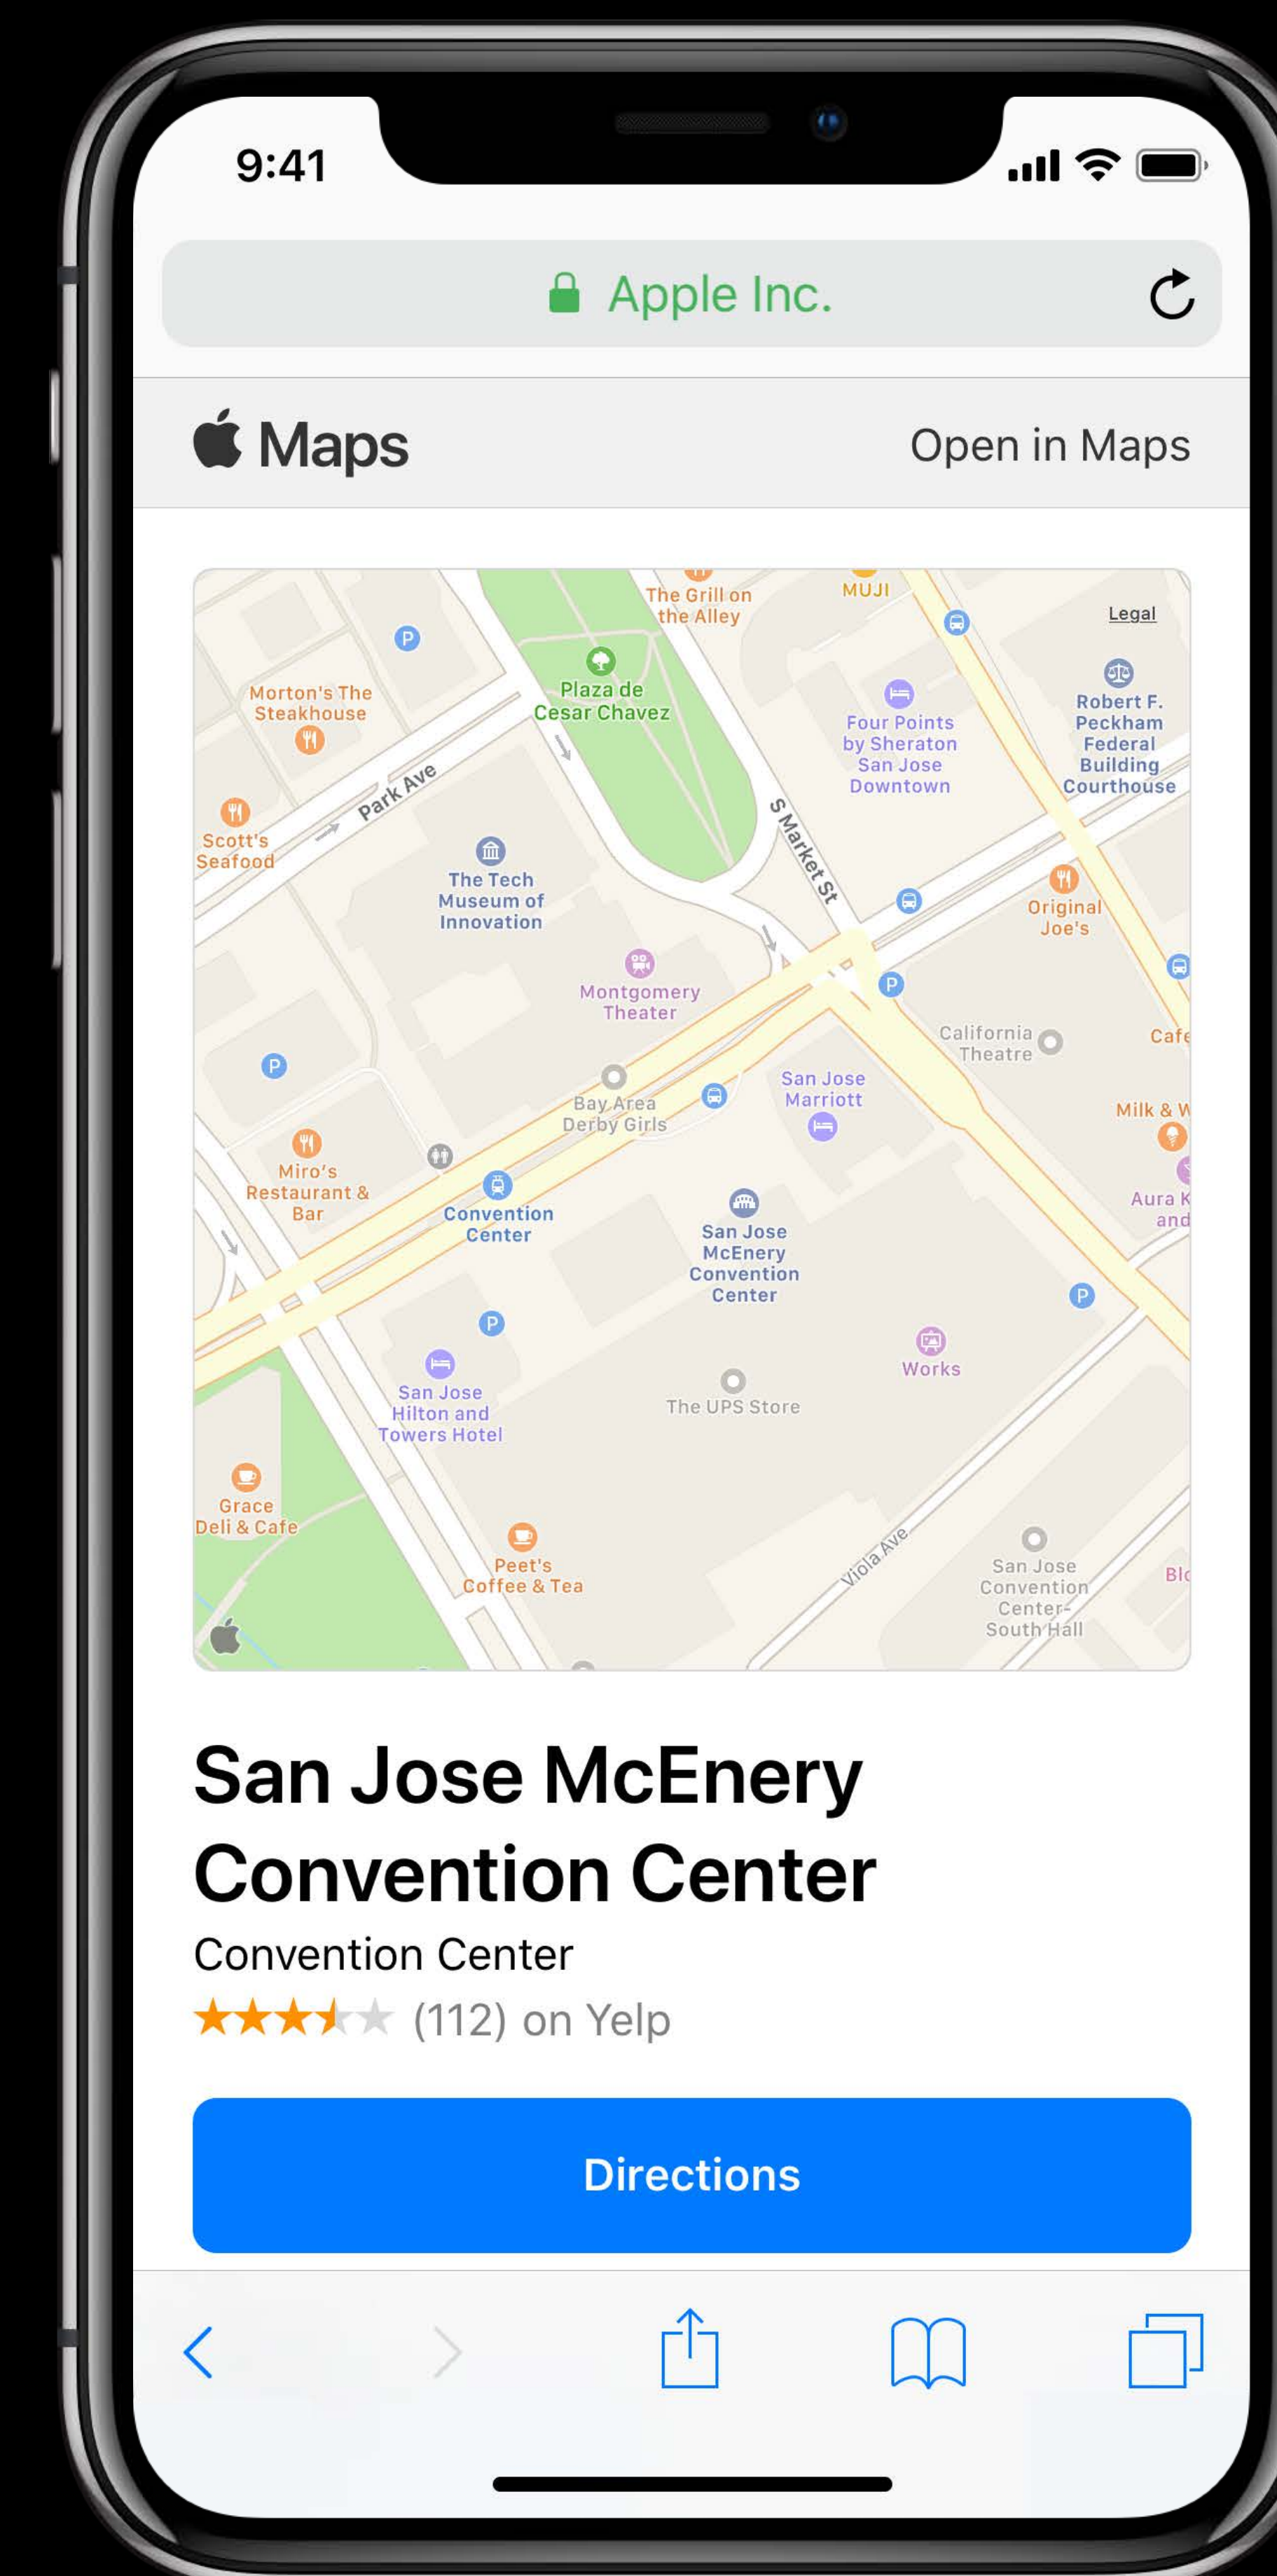 9:41
Apple Inc.
Maps
Open in Maps
The Grill on
the Alley
MUJI
Legal
P
Morton's The
Steakhouse
Plaza de
Cesar Chavez
Four Points
by Sheraton
San Jose
Downtown
Robert F.
Peckham
Federal
Building
Courthouse
Park Ave
S Market St
Scott's
Seafood
The Tech
Museum of
Innovation
Original
Joe's
Montgomery
Theater
P
California
Theatre
Cafe
P
Bay Area
Derby Girls
San Jose
Marriott
Milk & W
Miro's
Restaurant &
Bar
Convention
Center
San Jose
McEnery
Convention
Center
Aura K
and
P
P
San Jose
Hilton and
Towers Hotel
The UPS Store
Works
Grace
Deli & Cafe
Peet's
Coffee & Tea
Viola Ave
San Jose
Convention
Center-
South Hall
Blo
San Jose McEnery
Convention Center
Convention Center
(112) on Yelp
Directions